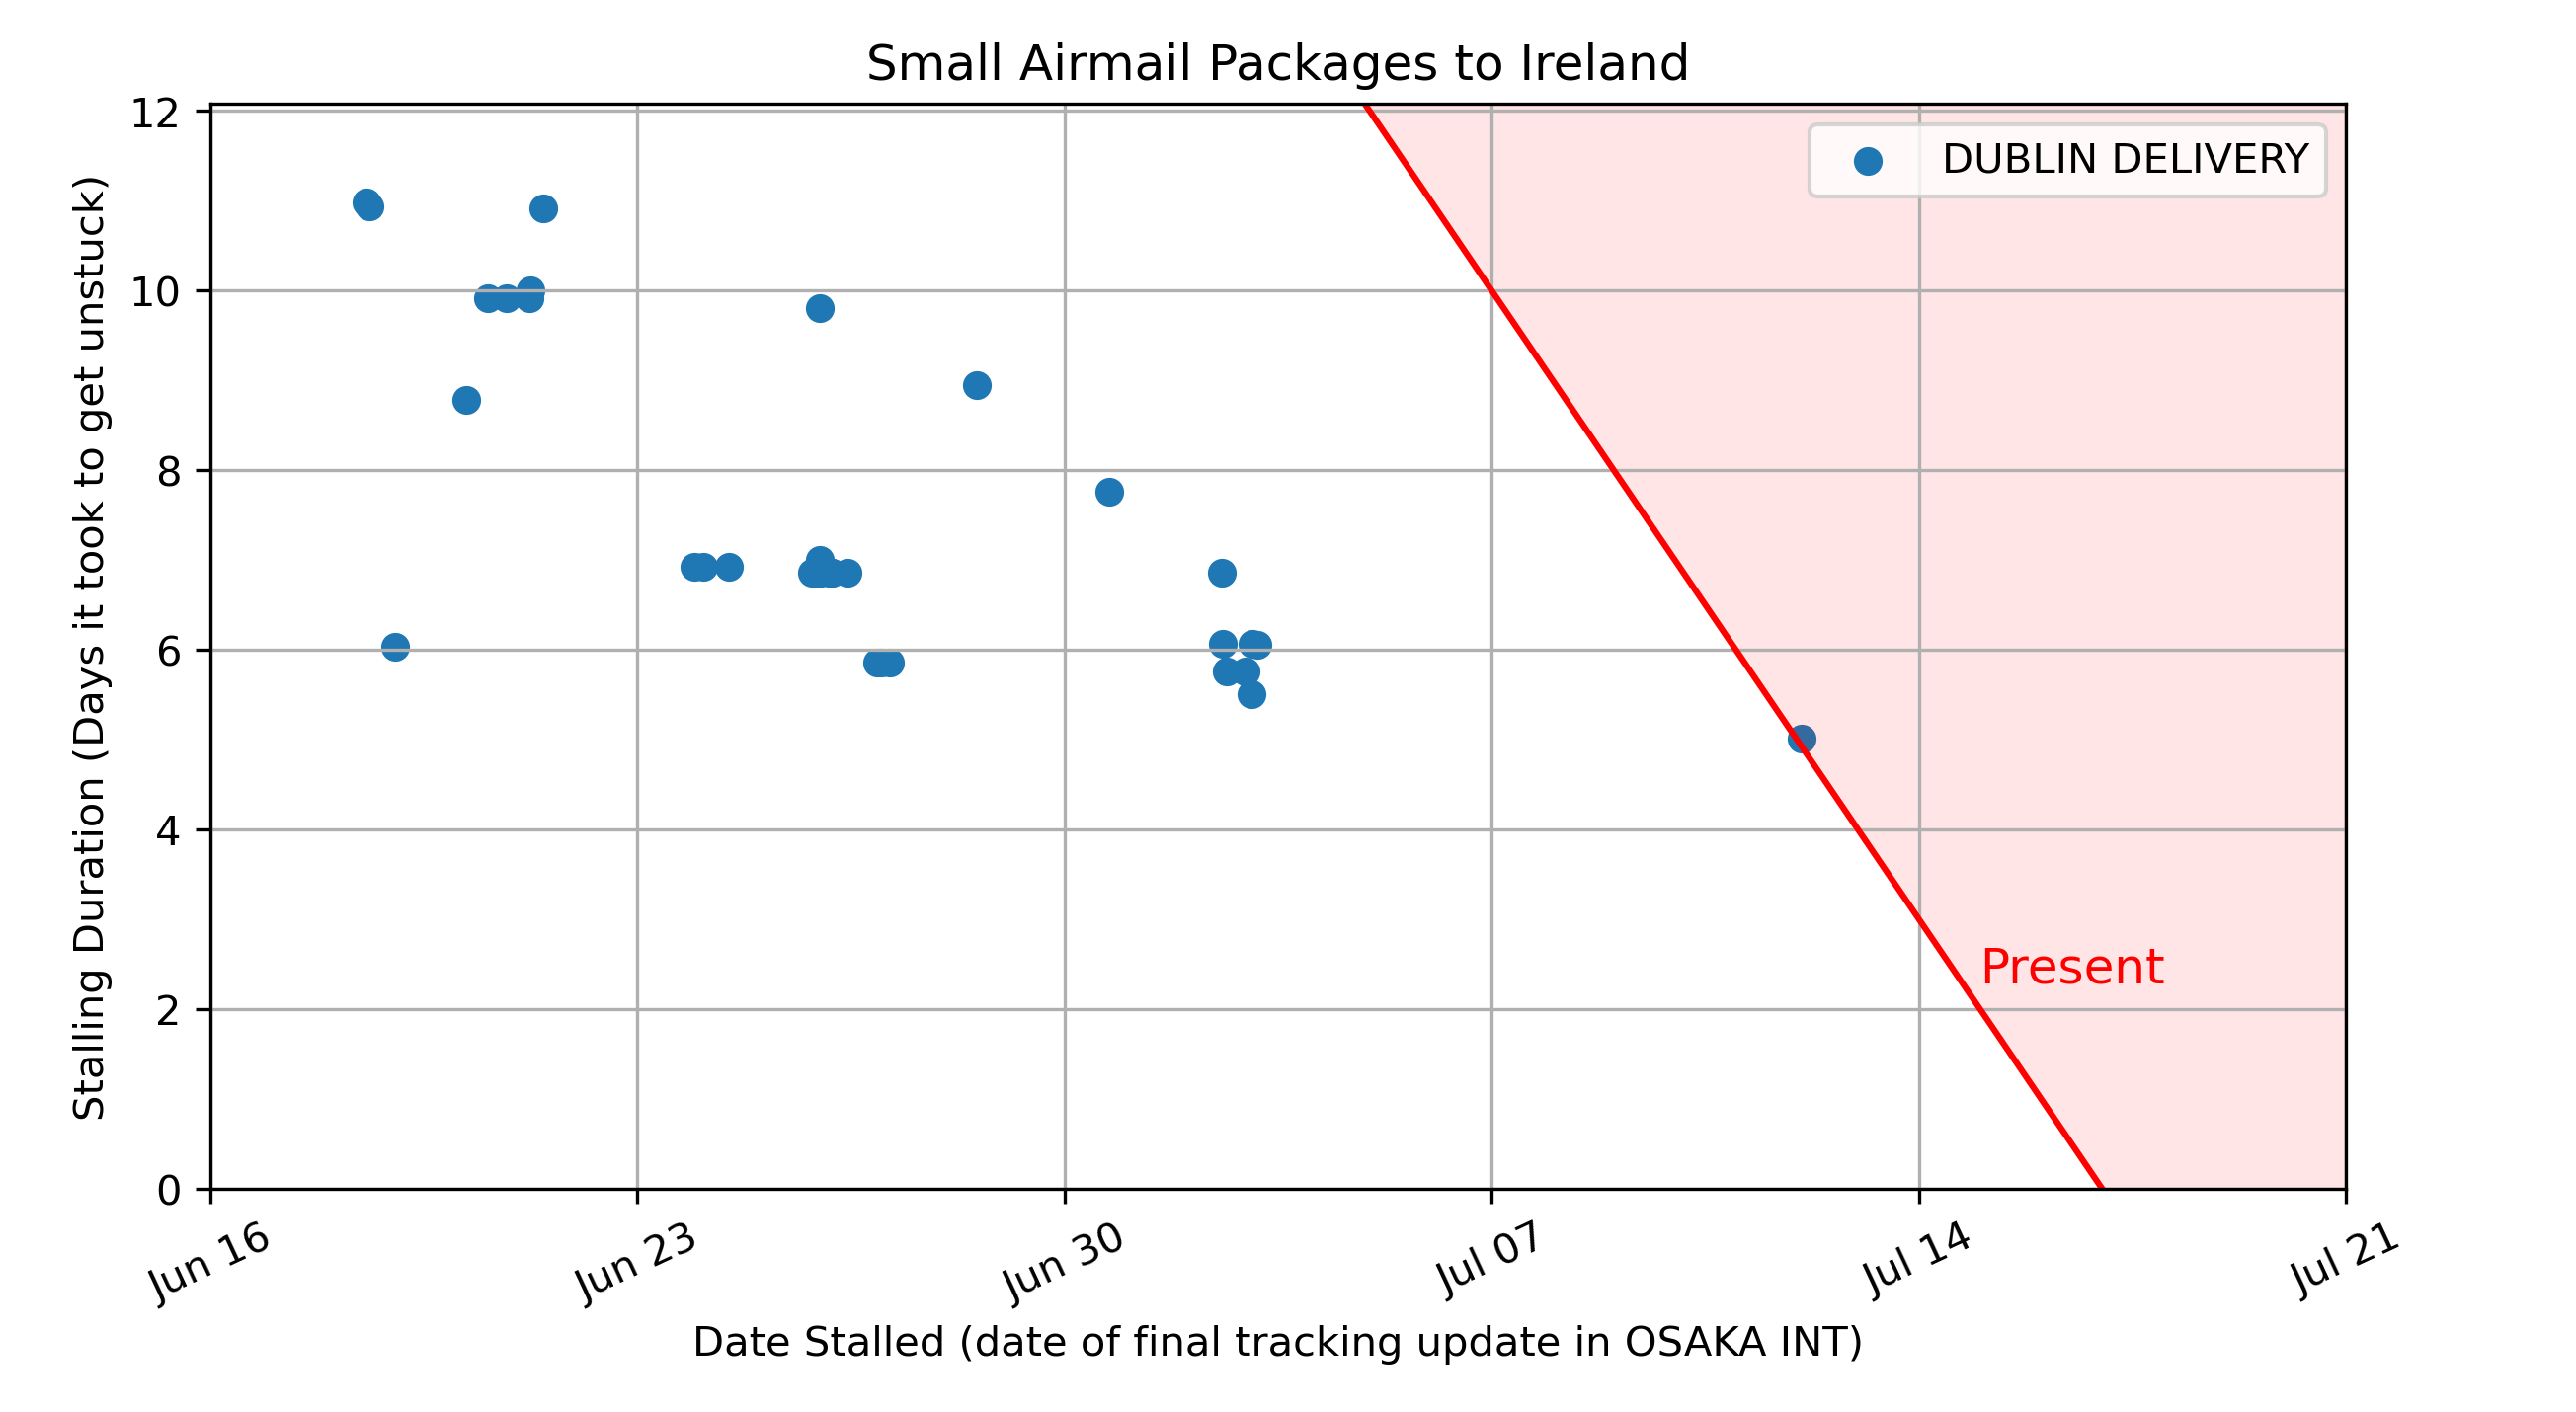 Small Airmail Packages to Ireland
DUBLIN DELIVERY
Stalling Duration (Days it took to get unstuck)
12
10
8
6
4
2
0
Present
Jun 16
Jun 23
Jun 30
Jul 07
Jul 14
Jul 21
Date Stalled (date of final tracking update in OSAKA INT)